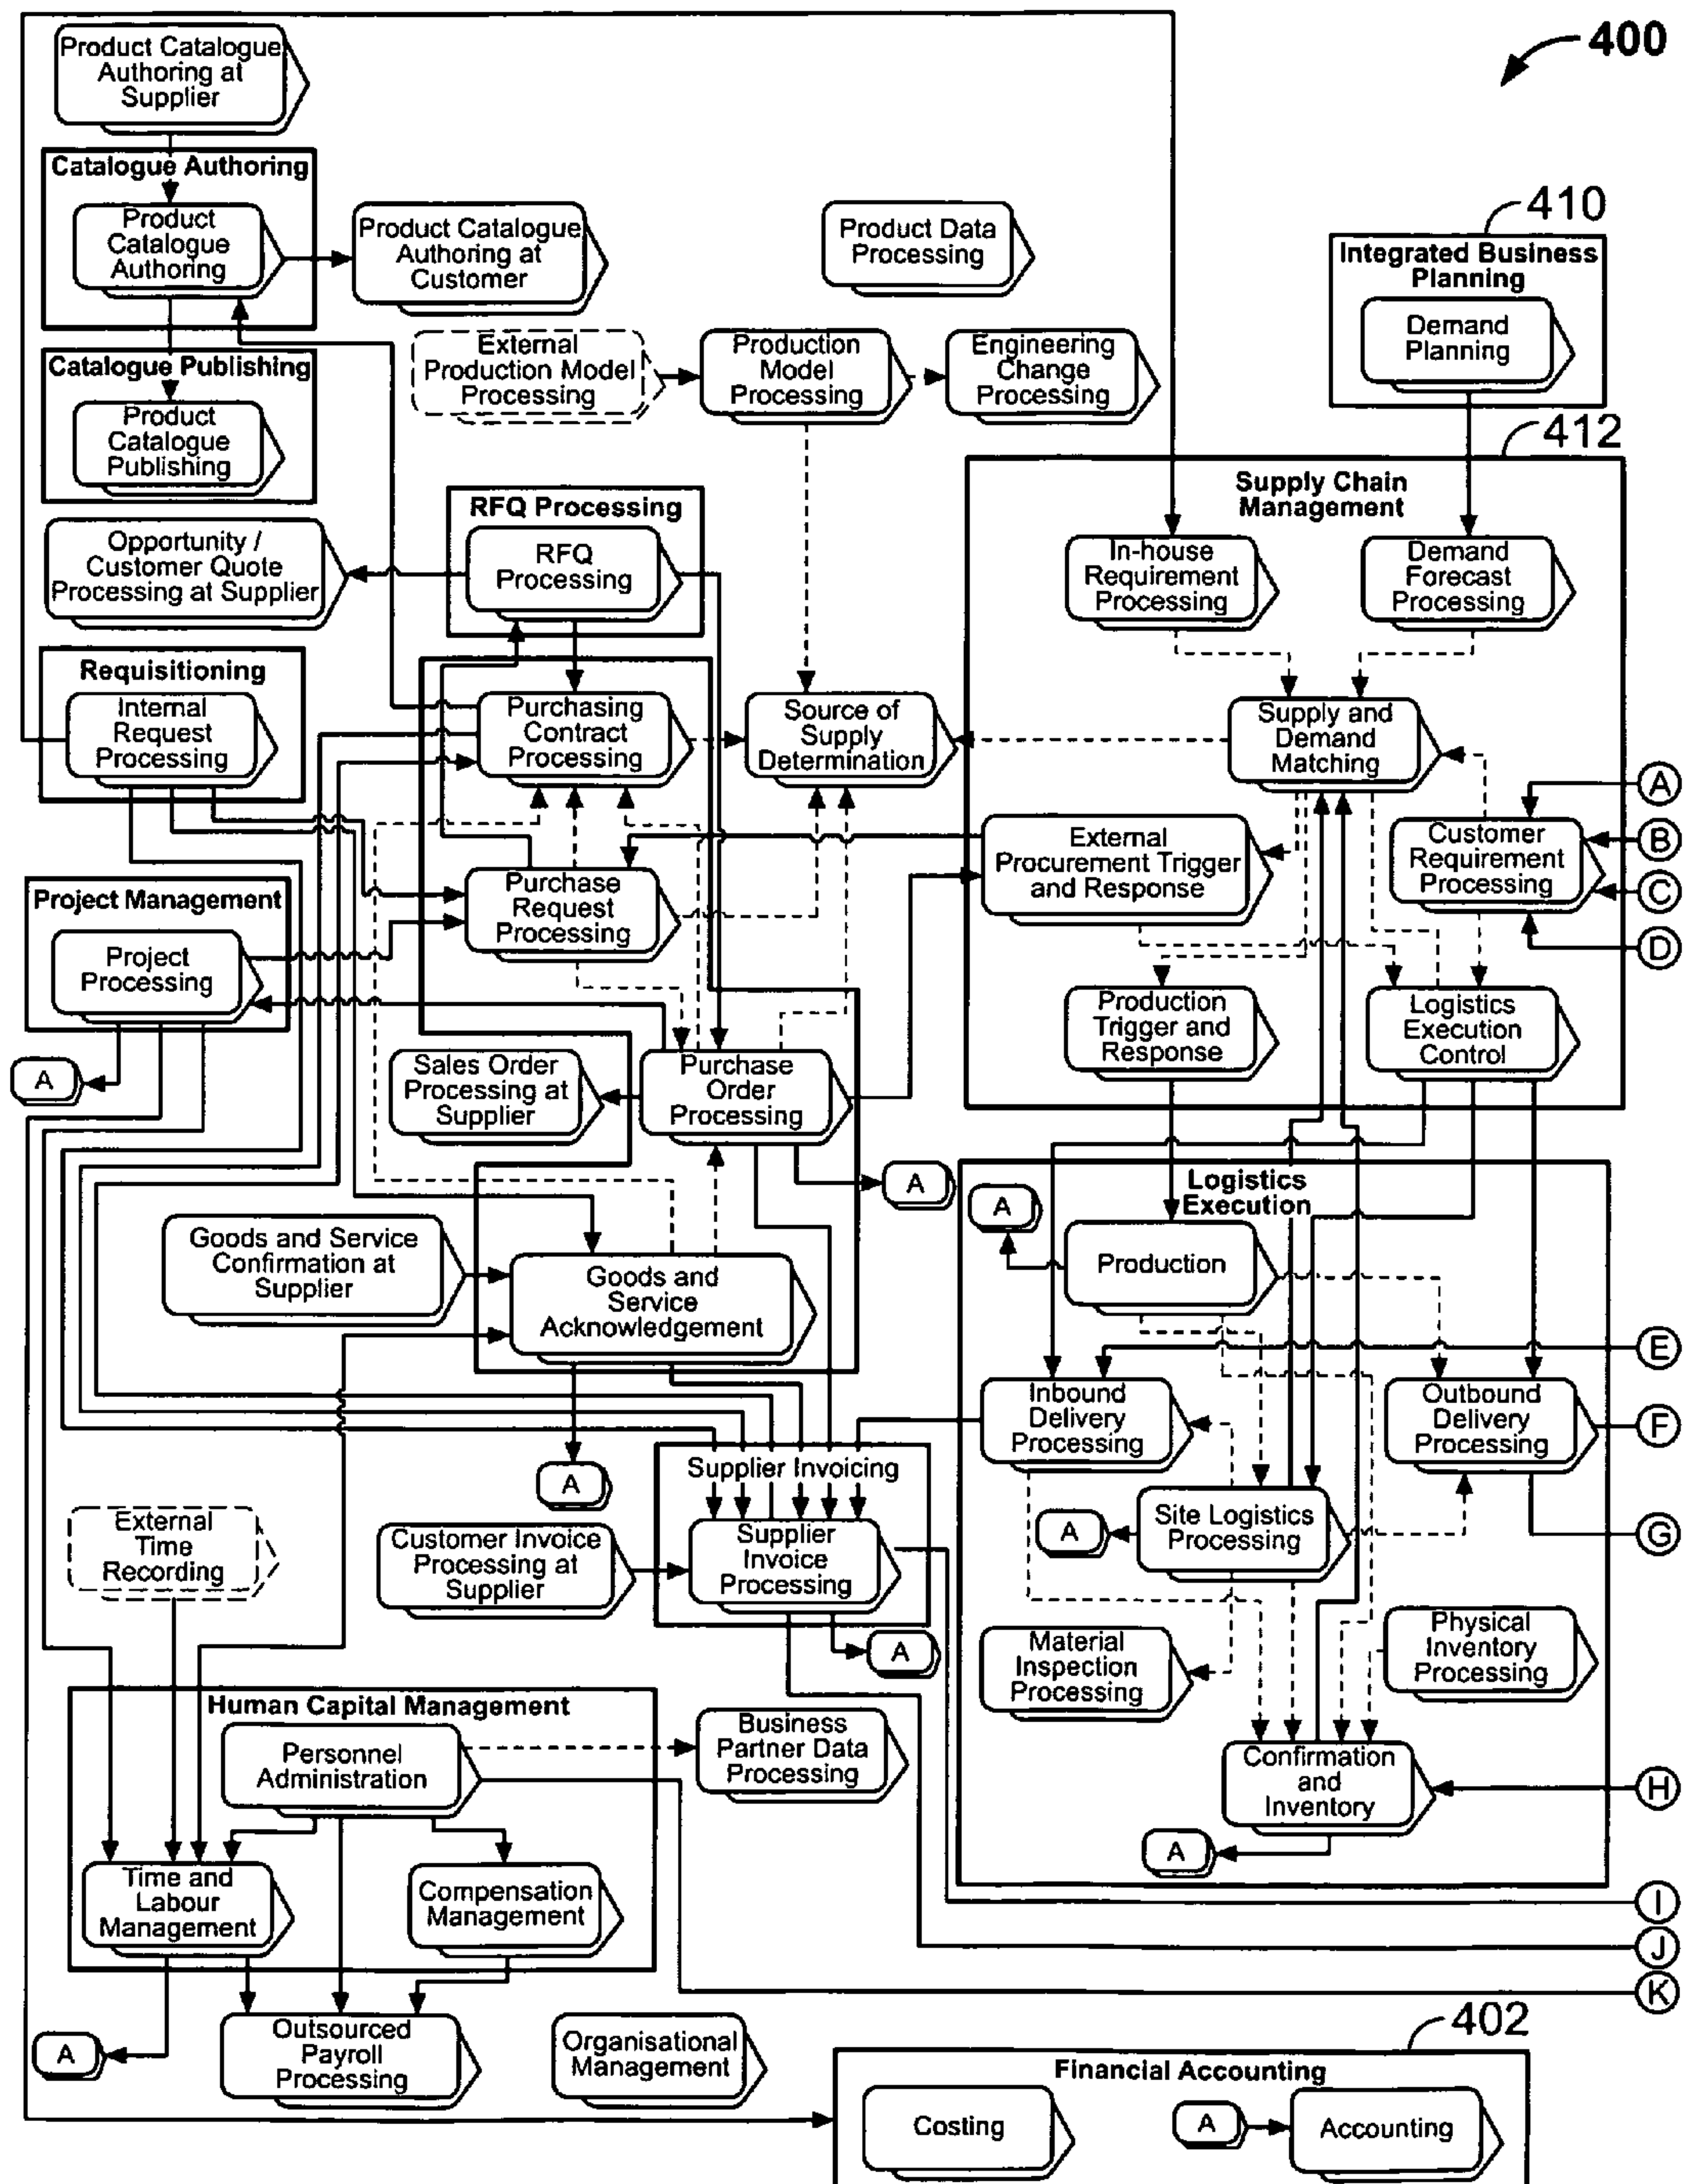 400
Product Catalogue
Authoring at
Supplier
Catalogue Authoring
Product
Catalogue
Authoring
Product Catalogue
Authoring at
Customer
Product Data
Processing
410
Integrated Business
Planning
Demand
Planning
External
Production Model
Processing
Production
Model
Processing
Engineering
Change
Processing
Catalogue Publishing
Product
Catalogue
Publishing
412
Supply Chain
Management
RFQ Processing
RFQ
Processing
Opportunity /
Customer Quote
Processing at Supplier
In-house
Requirement
Processing
Demand
Forecast
Processing
Requisitioning
Internal
Request
Processing
Purchasing
Contract
Processing
Source of
Supply
Determination
Supply and
Demand
Matching
A
B
C
D
External
Procurement Trigger
and Response
Customer
Requirement
Processing
Purchase
Request
Processing
Project Management
Project
Processing
A
Production
Trigger and
Response
Logistics
Execution
Control
Sales Order
Processing at
Supplier
Purchase
Order
Processing
A
Logistics
Execution
A
Production
Goods and Service
Confirmation at
Supplier
Goods and
Service
Acknowledgement
E
Inbound
Delivery
Processing
Outbound
Delivery
Processing
F
A
Supplier Invoicing
Supplier
Invoice
Processing
A
Site Logistics
Processing
G
External
Time
Recording
Customer Invoice
Processing at
Supplier
A
Material
Inspection
Processing
Physical
Inventory
Processing
Human Capital Management
Personnel
Administration
Business
Partner Data
Processing
Confirmation
and
Inventory
H
A
Time and
Labour
Management
Compensation
Management
I
J
K
A
Outsourced
Payroll
Processing
Organisational
Management
402
Financial Accounting
Costing
A
Accounting